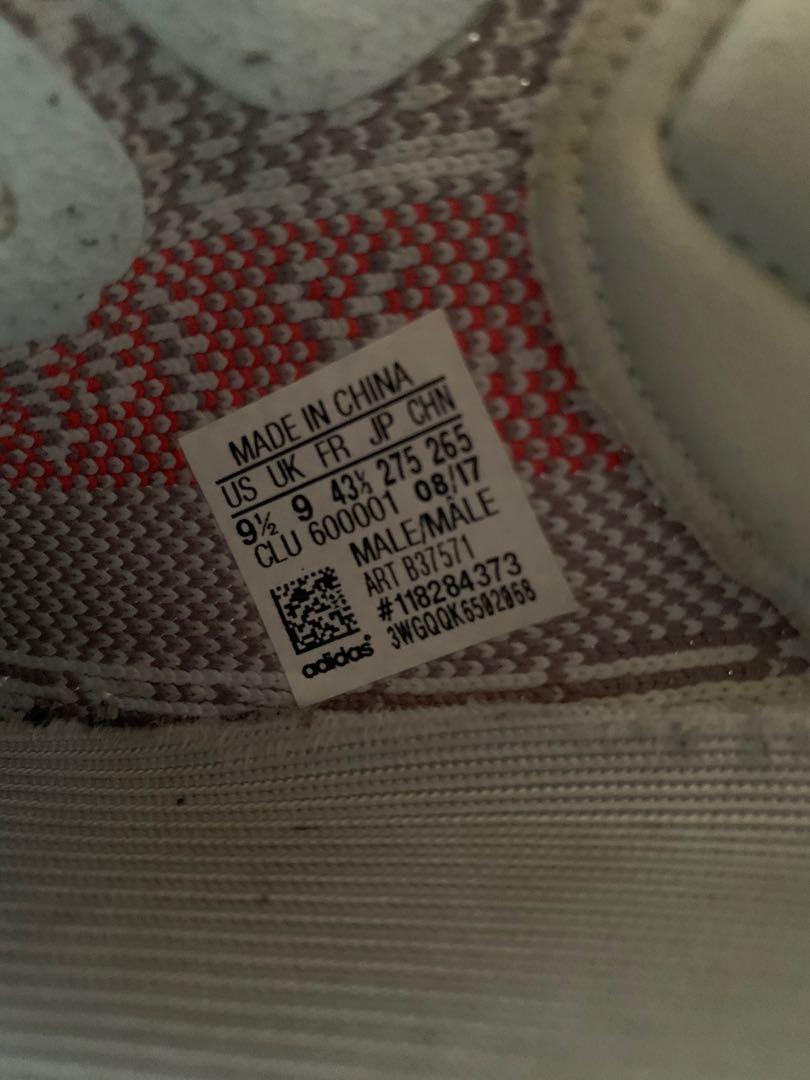 MADE IN CHINA
US UK FR JP CHN
9½ 9 43⅓ 275 265
CLU 600001 08/17
MALE/MÂLE
ART B37571
#118284373
3WGQQK6502068
adidas®